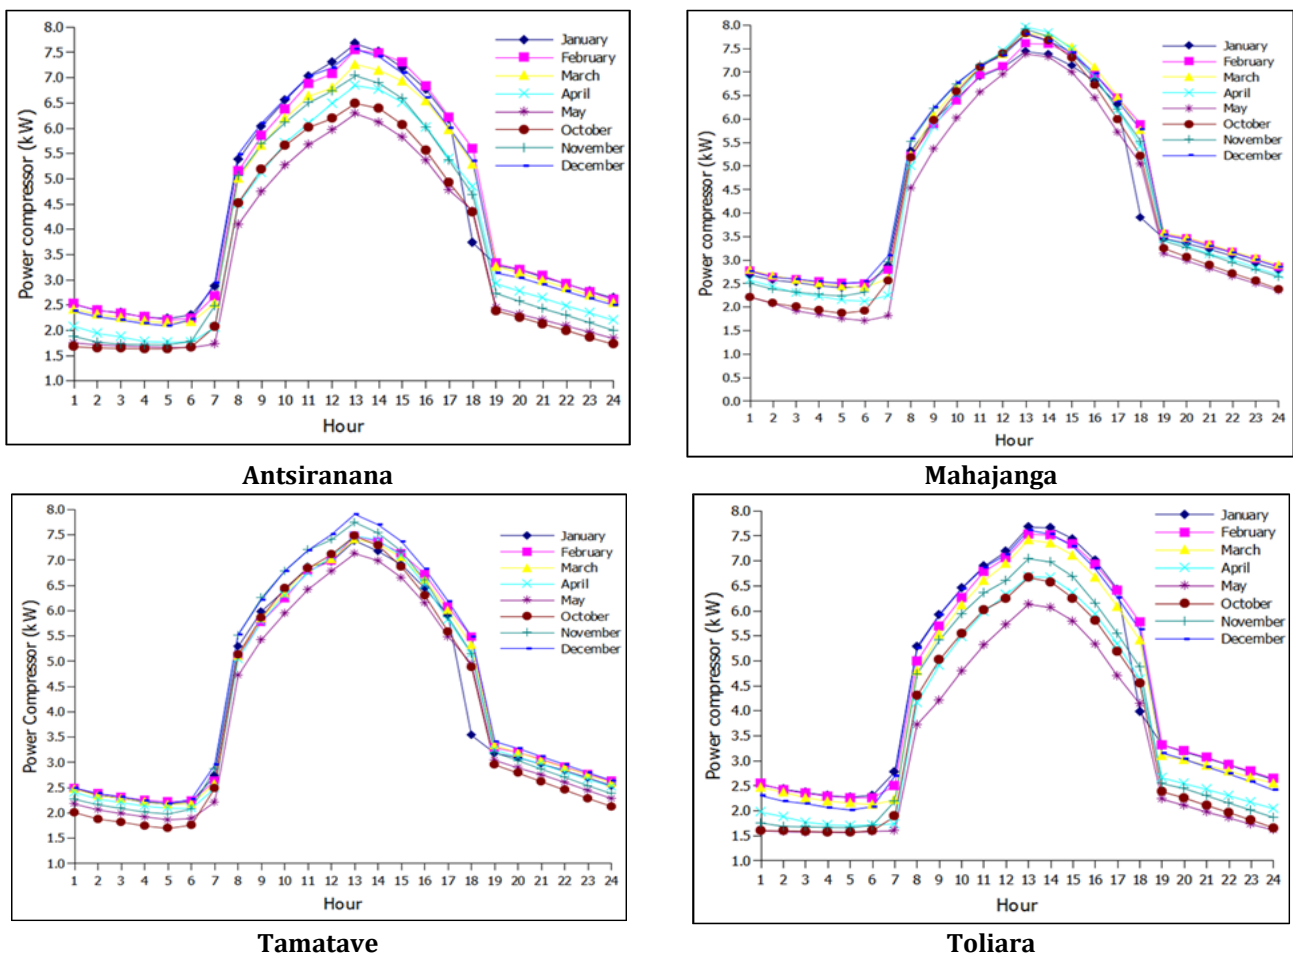 8.0
7.5
7.0
6.5
6.0
5.5
5.0
4.5
4.0
3.5
3.0
2.5
2.0
1.5
1.0
Power compressor (kW)
January
February
March
April
May
October
November
December
1 2 3 4 5 6 7 8 9 10 11 12 13 14 15 16 17 18 19 20 21 22 23 24
Hour
Antsiranana
8.0
7.5
7.0
6.5
6.0
5.5
5.0
4.5
4.0
3.5
3.0
2.5
2.0
1.5
1.0
0.5
0.0
Power compressor (kW)
January
February
March
April
May
October
November
December
1 2 3 4 5 6 7 8 9 10 11 12 13 14 15 16 17 18 19 20 21 22 23 24
Hour
Mahajanga
8.0
7.5
7.0
6.5
6.0
5.5
5.0
4.5
4.0
3.5
3.0
2.5
2.0
1.5
1.0
Power Compressor (kW)
January
February
March
April
May
October
November
December
1 2 3 4 5 6 7 8 9 10 11 12 13 14 15 16 17 18 19 20 21 22 23 24
Hour
Tamatave
8.0
7.5
7.0
6.5
6.0
5.5
5.0
4.5
4.0
3.5
3.0
2.5
2.0
1.5
1.0
Power compressor (kW)
January
February
March
April
May
October
November
December
1 2 3 4 5 6 7 8 9 10 11 12 13 14 15 16 17 18 19 20 21 22 23 24
Hour
Toliara